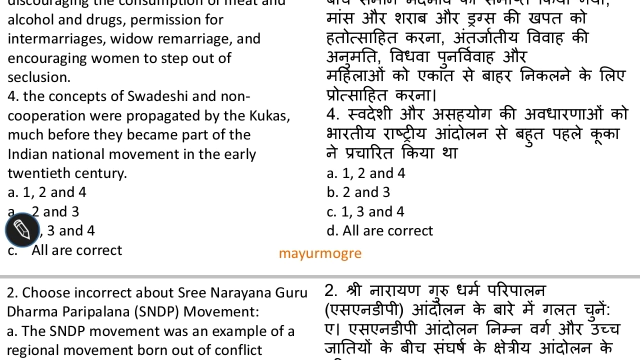 discouraging the consumption of meat and
alcohol and drugs, permission for
intermarriages, widow remarriage, and
encouraging women to step out of
seclusion.
4. the concepts of Swadeshi and non-
cooperation were propagated by the Kukas,
much before they became part of the
Indian national movement in the early
twentieth century.
a. 1, 2 and 4
a. 2 and 3
, 3 and 4
c. All are correct
बीच समान भेदभाव को समाप्त किया गया,
मांस और शराब और ड्रग्स की खपत को
हतोत्साहित करना, अंतर्जातीय विवाह की
अनुमति, विधवा पुनर्विवाह और
महिलाओं को एकांत से बाहर निकलने के लिए
प्रोत्साहित करना।
4. स्वदेशी और असहयोग की अवधारणाओं को
भारतीय राष्ट्रीय आंदोलन से बहुत पहले कूका
ने प्रचारित किया था
a. 1, 2 and 4
b. 2 and 3
c. 1, 3 and 4
d. All are correct
mayurmogre
2. Choose incorrect about Sree Narayana Guru
Dharma Paripalana (SNDP) Movement:
a. The SNDP movement was an example of a
regional movement born out of conflict
2. श्री नारायण गुरु धर्म परिपालन
(एसएनडीपी) आंदोलन के बारे में गलत चुनें:
ए। एसएनडीपी आंदोलन निम्न वर्ग और उच्च
जातियों के बीच संघर्ष के क्षेत्रीय आंदोलन के